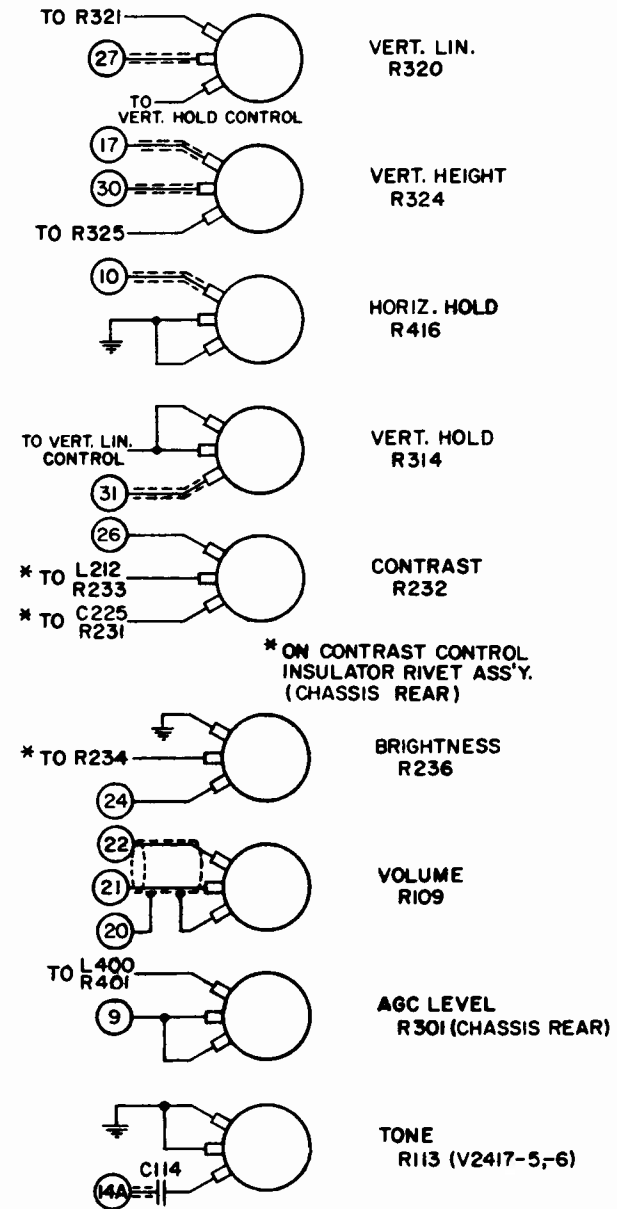 TO R321
27
TO
VERT. HOLD CONTROL
VERT. LIN.
R320
17
30
TO R325
VERT. HEIGHT
R324
10
HORIZ. HOLD
R416
TO VERT. LIN.
CONTROL
31
VERT. HOLD
R314
26
* TO L212
R233
* TO C225
R231
CONTRAST
R232
* ON CONTRAST CONTROL
INSULATOR RIVET ASS'Y.
(CHASSIS REAR)
* TO R234
24
BRIGHTNESS
R236
22
21
20
VOLUME
R109
TO L400
R401
9
AGC LEVEL
R301 (CHASSIS REAR)
C114
14A
TONE
R113 (V2417-5,-6)